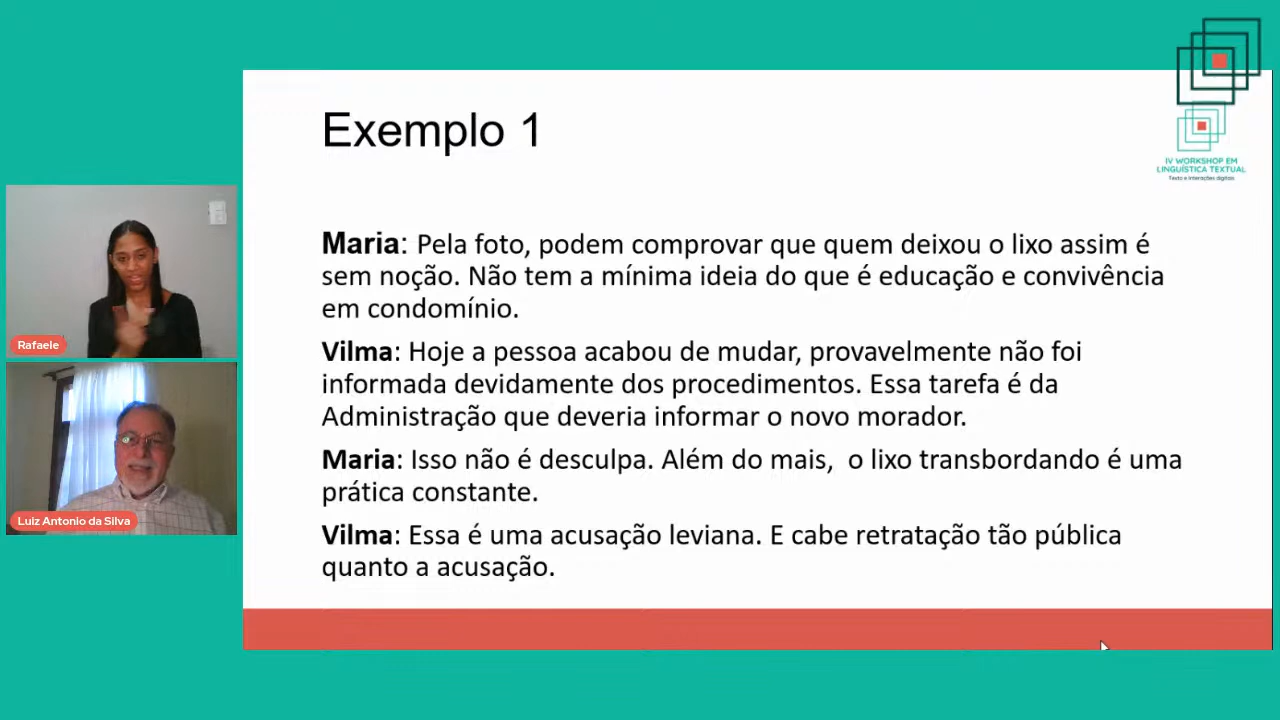 IV WORKSHOP EM
LINGUÍSTICA TEXTUAL
Texto e interações digitais
Exemplo 1
Maria: Pela foto, podem comprovar que quem deixou o lixo assim é
sem noção. Não tem a mínima ideia do que é educação e convivência
em condomínio.
Vilma: Hoje a pessoa acabou de mudar, provavelmente não foi
informada devidamente dos procedimentos. Essa tarefa é da
Administração que deveria informar o novo morador.
Maria: Isso não é desculpa. Além do mais,  o lixo transbordando é uma
prática constante.
Vilma: Essa é uma acusação leviana. E cabe retratação tão pública
quanto a acusação.
Rafaele
Luiz Antonio da Silva